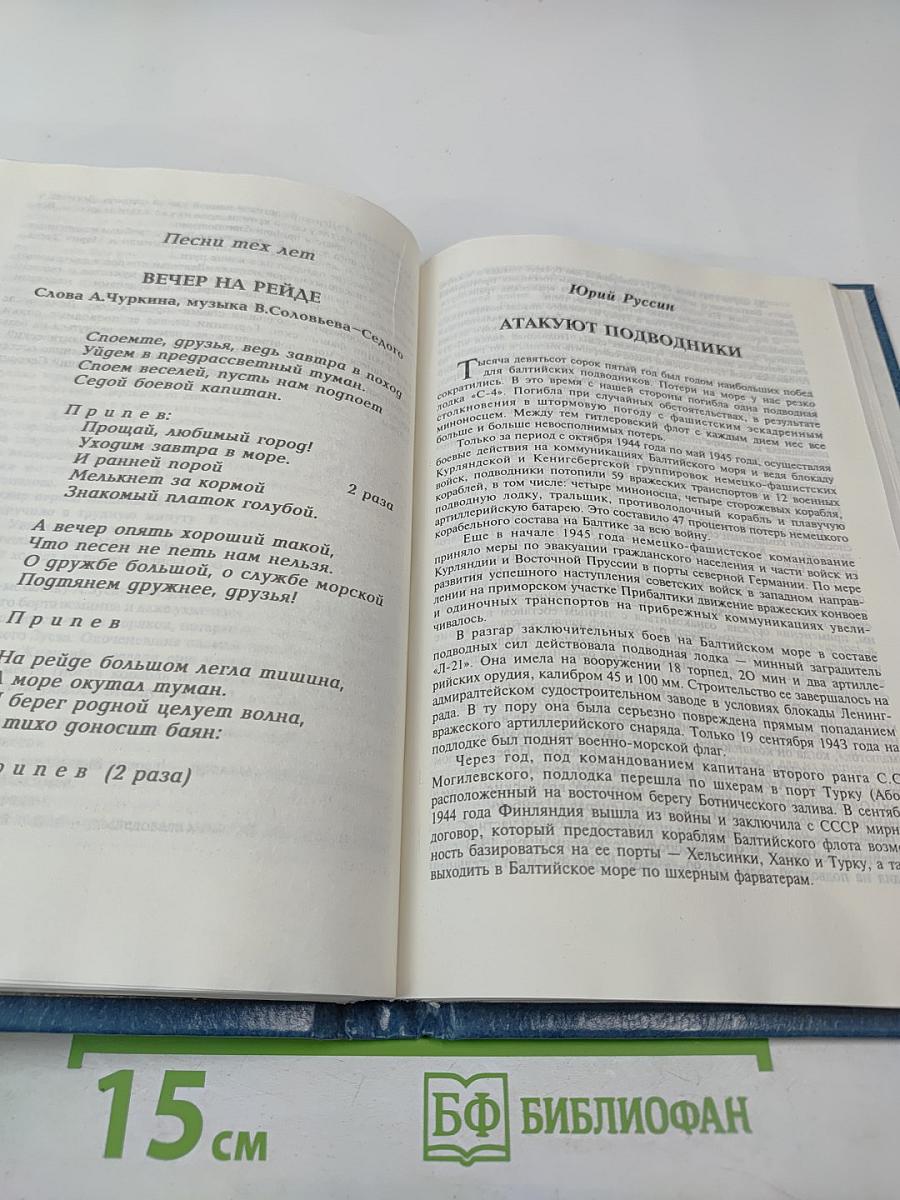 Песни тех лет
ВЕЧЕР НА РЕЙДЕ
Слова А.Чуркина, музыка В.Соловьева-Седого
Споемте, друзья, ведь завтра в поход
Уйдем в предрассветный туман.
Споем веселей, пусть нам подпоет
Седой боевой капитан.
Припев:
Прощай, любимый город!
Уходим завтра в море.
И ранней порой
Мелькнет за кормой 2 раза
Знакомый платок голубой.
А вечер опять хороший такой,
Что песен не петь нам нельзя.
О дружбе большой, о службе морской
Подтянем дружнее, друзья!
Припев
На рейде большом легла тишина,
А море окутал туман.
И берег родной целует волна,
тихо доносит баян:
рипев (2 раза)
Юрий Руссин
АТАКУЮТ ПОДВОДНИКИ
Тысяча девятьсот сорок пятый год был годом наибольших побед
для балтийских подводников. Потери на море у нас резко
сократились. В это время с нашей стороны погибла одна подводная
лодка «С-4». Погибла при случайных обстоятельствах, в результате
столкновения в штормовую погоду с фашистским эскадренным
миноносцем. Между тем гитлеровский флот с каждым днем нес все
больше и больше невосполнимых потерь.
Только за период с октября 1944 года по май 1945 года, осуществляя
боевые действия на коммуникациях Балтийского моря и ведя блокаду
Курляндской и Кенигсбергской группировок немецко-фашистских
войск, подводники потопили 59 вражеских транспортов и 12 военных
кораблей, в том числе: четыре миноносца, четыре сторожевых корабля,
подводную лодку, тральщик, противолодочный корабль и плавучую
артиллерийскую батарею. Это составило 47 процентов потерь немецкого
корабельного состава на Балтике за всю войну.
Еще в начале 1945 года немецко-фашистское командование
приняло меры по эвакуации гражданского населения и части войск из
Курляндии и Восточной Пруссии в порты северной Германии. По мере
развития успешного наступления советских войск в западном направ-
лении на приморском участке Прибалтики движение вражеских конвоев
и одиночных транспортов на прибрежных коммуникациях увели-
чивалось.
В разгар заключительных боев на Балтийском море в составе
подводных сил действовала подводная лодка — минный заградитель
«Л-21». Она имела на вооружении 18 торпед, 20 мин и два артилле-
рийских орудия, калибром 45 и 100 мм. Строительство ее завершалось на
адмиралтейском судостроительном заводе в условиях блокады Ленинг-
рада. В ту пору она была серьезно повреждена прямым попаданием
вражеского артиллерийского снаряда. Только 19 сентября 1943 года на
подлодке был поднят военно-морской флаг.
Через год, под командованием капитана второго ранга С.С.
Могилевского, подлодка перешла по шхерам в порт Турку (Або
расположенный на восточном берегу Ботнического залива. В сентяб
1944 года Финляндия вышла из войны и заключила с СССР мирн
договор, который предоставил кораблям Балтийского флота возмо
ность базироваться на ее порты — Хельсинки, Ханко и Турку, а та
выходить в Балтийское море по шхерным фарватерам.
15 см
БФ БИБЛИОФАН